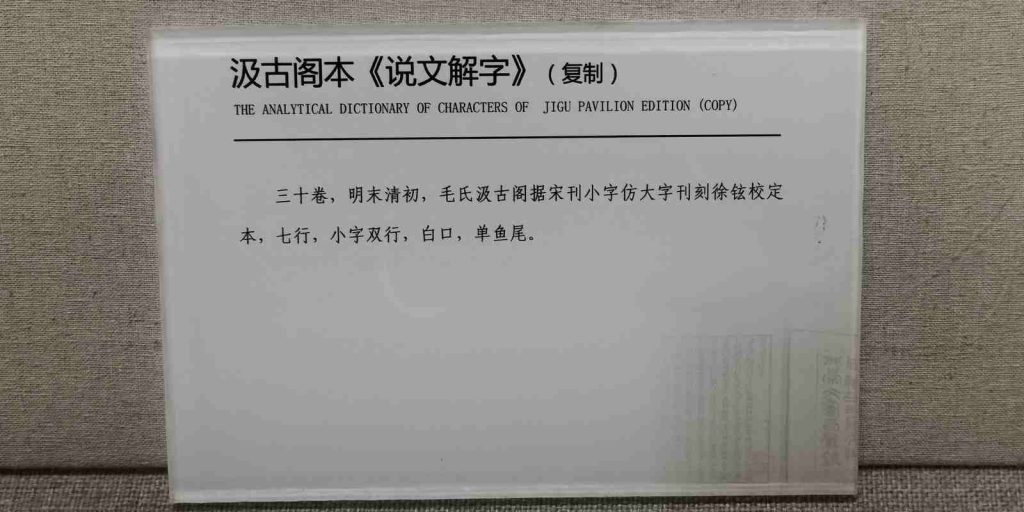 汲古阁本《说文解字》（复制）
THE ANALYTICAL DICTIONARY OF CHARACTERS OF JIGU PAVILION EDITION (COPY)
三十卷，明末清初，毛氏汲古阁据宋刊小字仿大字刊刻徐铉校定
本，七行，小字双行，白口，单鱼尾。